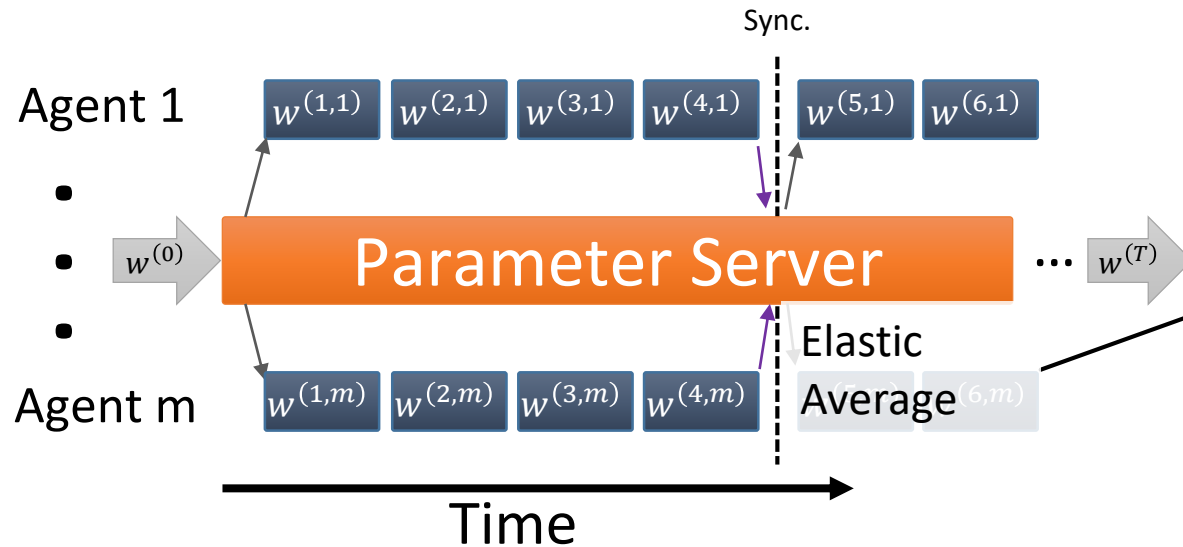 Sync.
Agent 1
w^(1,1) w^(2,1) w^(3,1) w^(4,1) w^(5,1) w^(6,1)
w^(0)
Parameter Server
... w^(T)
Elastic
Average
Agent m
w^(1,m) w^(2,m) w^(3,m) w^(4,m) w^(6,m)
Time